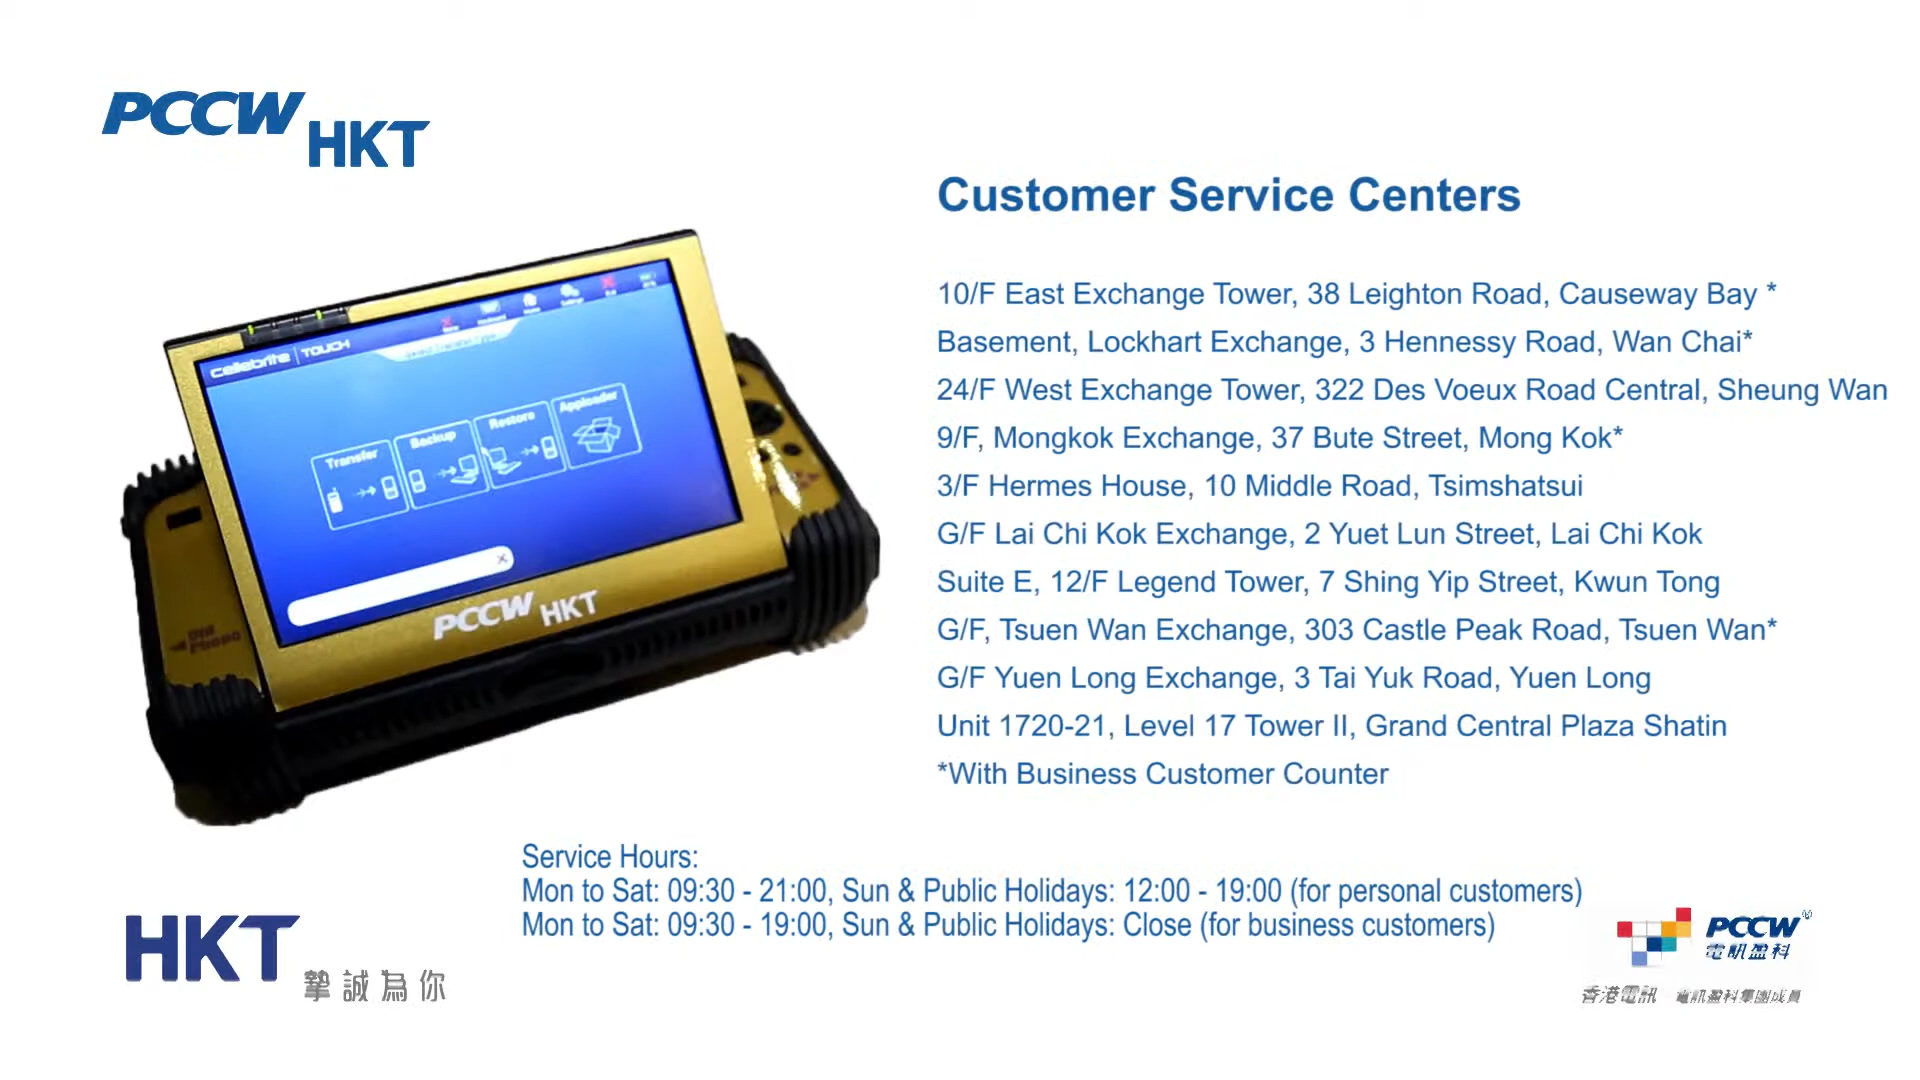 PCCW HKT
Customer Service Centers
10/F East Exchange Tower, 38 Leighton Road, Causeway Bay *
Basement, Lockhart Exchange, 3 Hennessy Road, Wan Chai*
24/F West Exchange Tower, 322 Des Voeux Road Central, Sheung Wan
9/F, Mongkok Exchange, 37 Bute Street, Mong Kok*
3/F Hermes House, 10 Middle Road, Tsimshatsui
G/F Lai Chi Kok Exchange, 2 Yuet Lun Street, Lai Chi Kok
Suite E, 12/F Legend Tower, 7 Shing Yip Street, Kwun Tong
G/F, Tsuen Wan Exchange, 303 Castle Peak Road, Tsuen Wan*
G/F Yuen Long Exchange, 3 Tai Yuk Road, Yuen Long
Unit 1720-21, Level 17 Tower II, Grand Central Plaza Shatin
*With Business Customer Counter
cellebrite TOUCH
Transfer Backup Restore Apploader
PCCW HKT
Service Hours:
Mon to Sat: 09:30 - 21:00, Sun & Public Holidays: 12:00 - 19:00 (for personal customers)
Mon to Sat: 09:30 - 19:00, Sun & Public Holidays: Close (for business customers)
HKT 摯誠為你
PCCW®
電訊盈科
香港電訊 電訊盈科集團成員